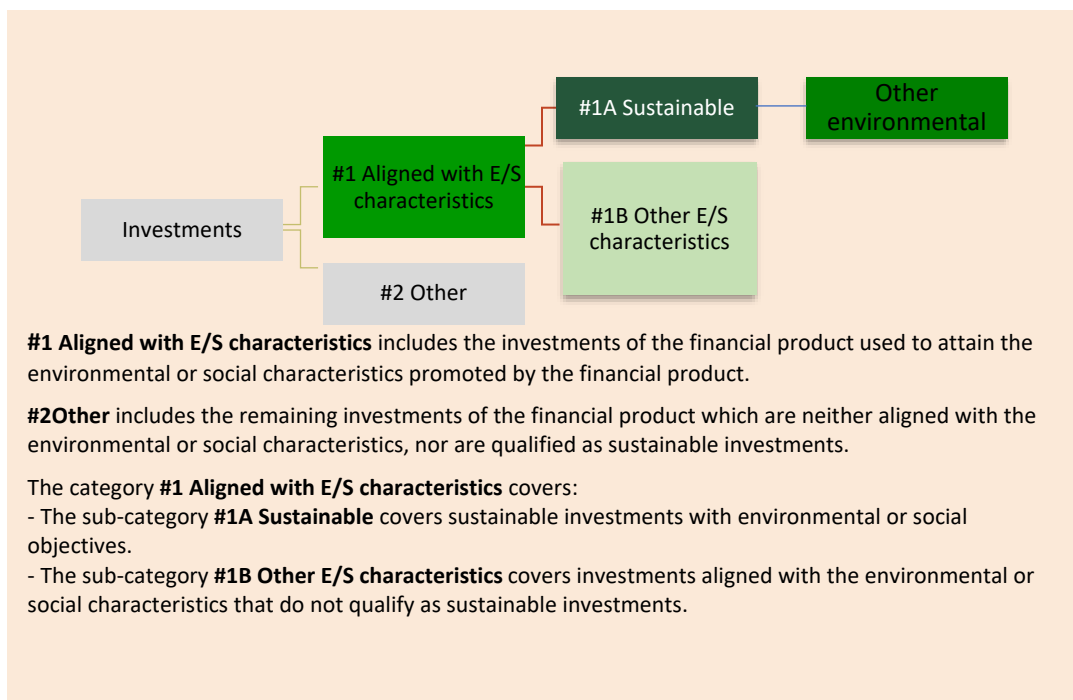 #1A Sustainable
Other
environmental
#1 Aligned with E/S
characteristics
#1B Other E/S
characteristics
Investments
#2 Other
#1 Aligned with E/S characteristics includes the investments of the financial product used to attain the
environmental or social characteristics promoted by the financial product.
#2Other includes the remaining investments of the financial product which are neither aligned with the
environmental or social characteristics, nor are qualified as sustainable investments.
The category #1 Aligned with E/S characteristics covers:
- The sub-category #1A Sustainable covers sustainable investments with environmental or social
objectives.
- The sub-category #1B Other E/S characteristics covers investments aligned with the environmental or
social characteristics that do not qualify as sustainable investments.